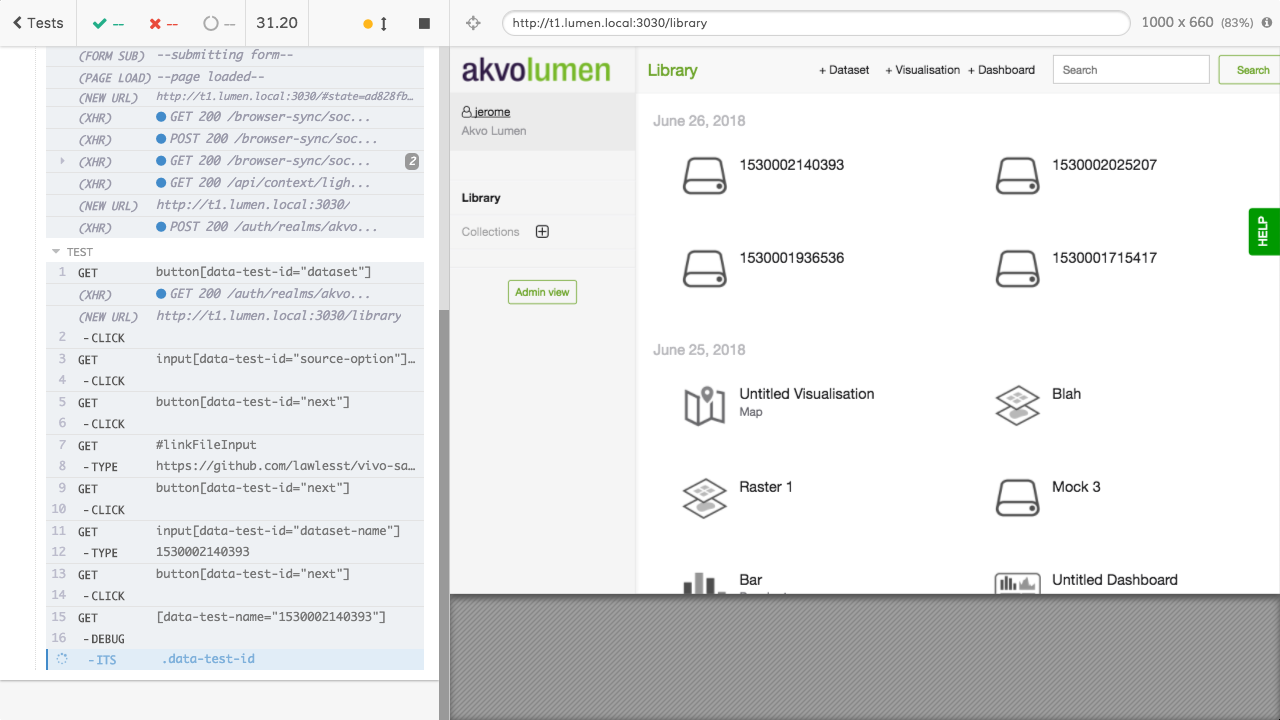 Tests
--
--
--
31.20
http://t1.lumen.local:3030/library
1000 x 660 (83%)
(FORM SUB) --submitting form--
(PAGE LOAD) --page loaded--
(NEW URL) http://t1.lumen.local:3030/#state=ad828fb…
(XHR) GET 200 /browser-sync/soc...
(XHR) POST 200 /browser-sync/soc...
(XHR) GET 200 /browser-sync/soc... 2
(XHR) GET 200 /api/context/ligh...
(NEW URL) http://t1.lumen.local:3030/
(XHR) POST 200 /auth/realms/akvo...
TEST
1 GET button[data-test-id="dataset"]
(XHR) GET 200 /auth/realms/akvo...
(NEW URL) http://t1.lumen.local:3030/library
2 -CLICK
3 GET input[data-test-id="source-option"]…
4 -CLICK
5 GET button[data-test-id="next"]
6 -CLICK
7 GET #linkFileInput
8 -TYPE https://github.com/lawlesst/vivo-sa…
9 GET button[data-test-id="next"]
10 -CLICK
11 GET input[data-test-id="dataset-name"]
12 -TYPE 1530002140393
13 GET button[data-test-id="next"]
14 -CLICK
15 GET [data-test-name="1530002140393"]
16 -DEBUG
-ITS .data-test-id
akvolumen
jerome
Akvo Lumen
Library
Collections
Admin view
Library
+ Dataset + Visualisation + Dashboard
Search
Search
June 26, 2018
1530002140393
1530002025207
1530001936536
1530001715417
HELP
June 25, 2018
Untitled Visualisation
Map
Blah
Raster 1
Mock 3
Bar
Untitled Dashboard